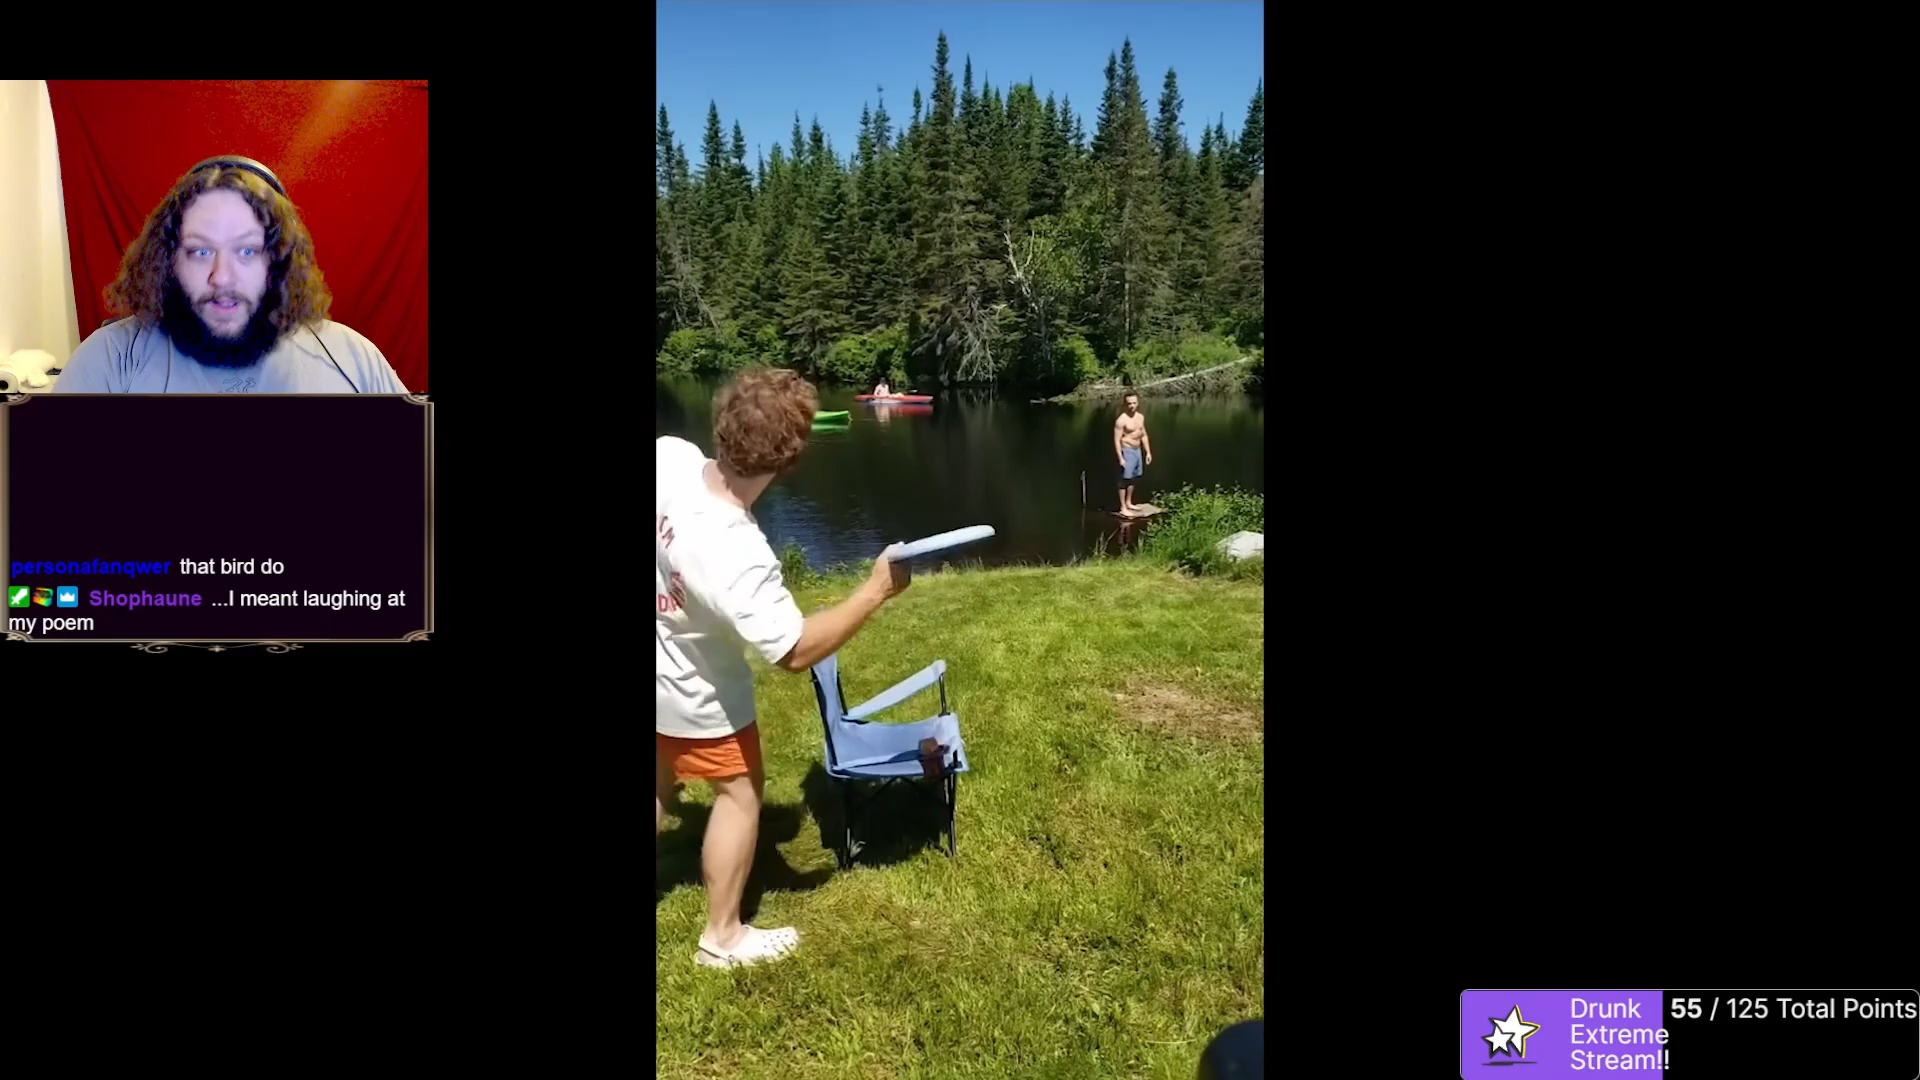 personafanqwer that bird do
Shophaune ...I meant laughing at
my poem
Drunk
Extreme
Stream!!
55 / 125 Total Points